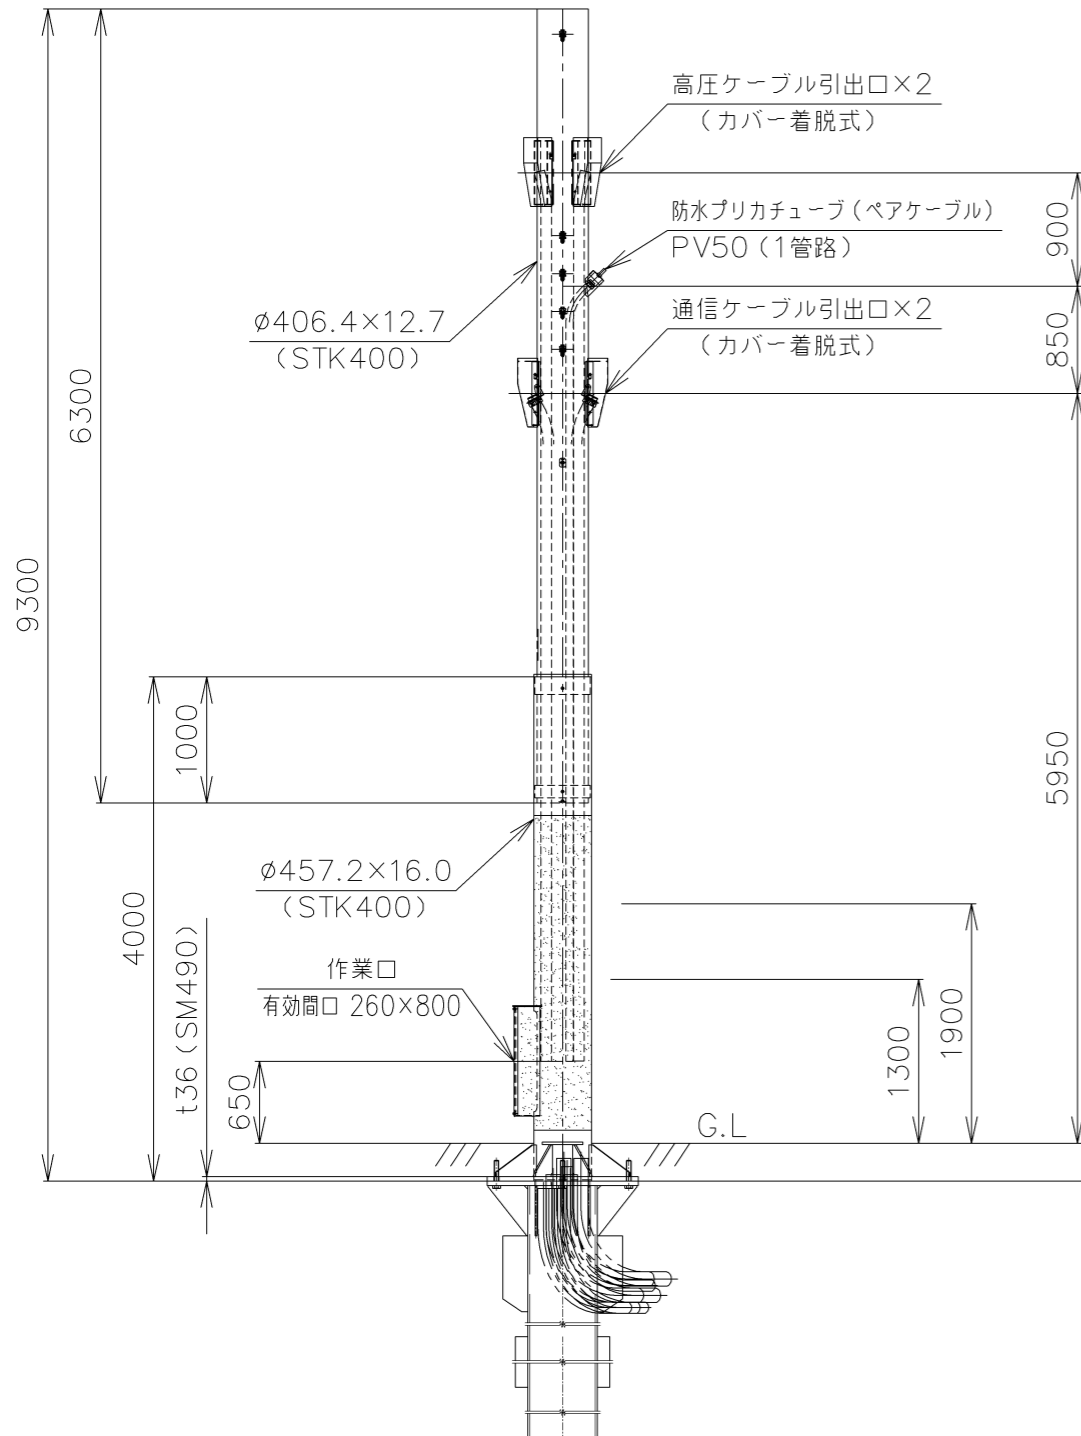 高圧ケーブル引出口×2
（カバー着脱式）
防水プリカチューブ（ペアケーブル）
PV50（1管路）
900
通信ケーブル引出口×2
（カバー着脱式）
850
φ406.4×12.7
（STK400）
6300
9300
1000
5950
φ457.2×16.0
（STK400）
4000
t36（SM490）
作業口
有効間口 260×800
650
1300
1900
G.L